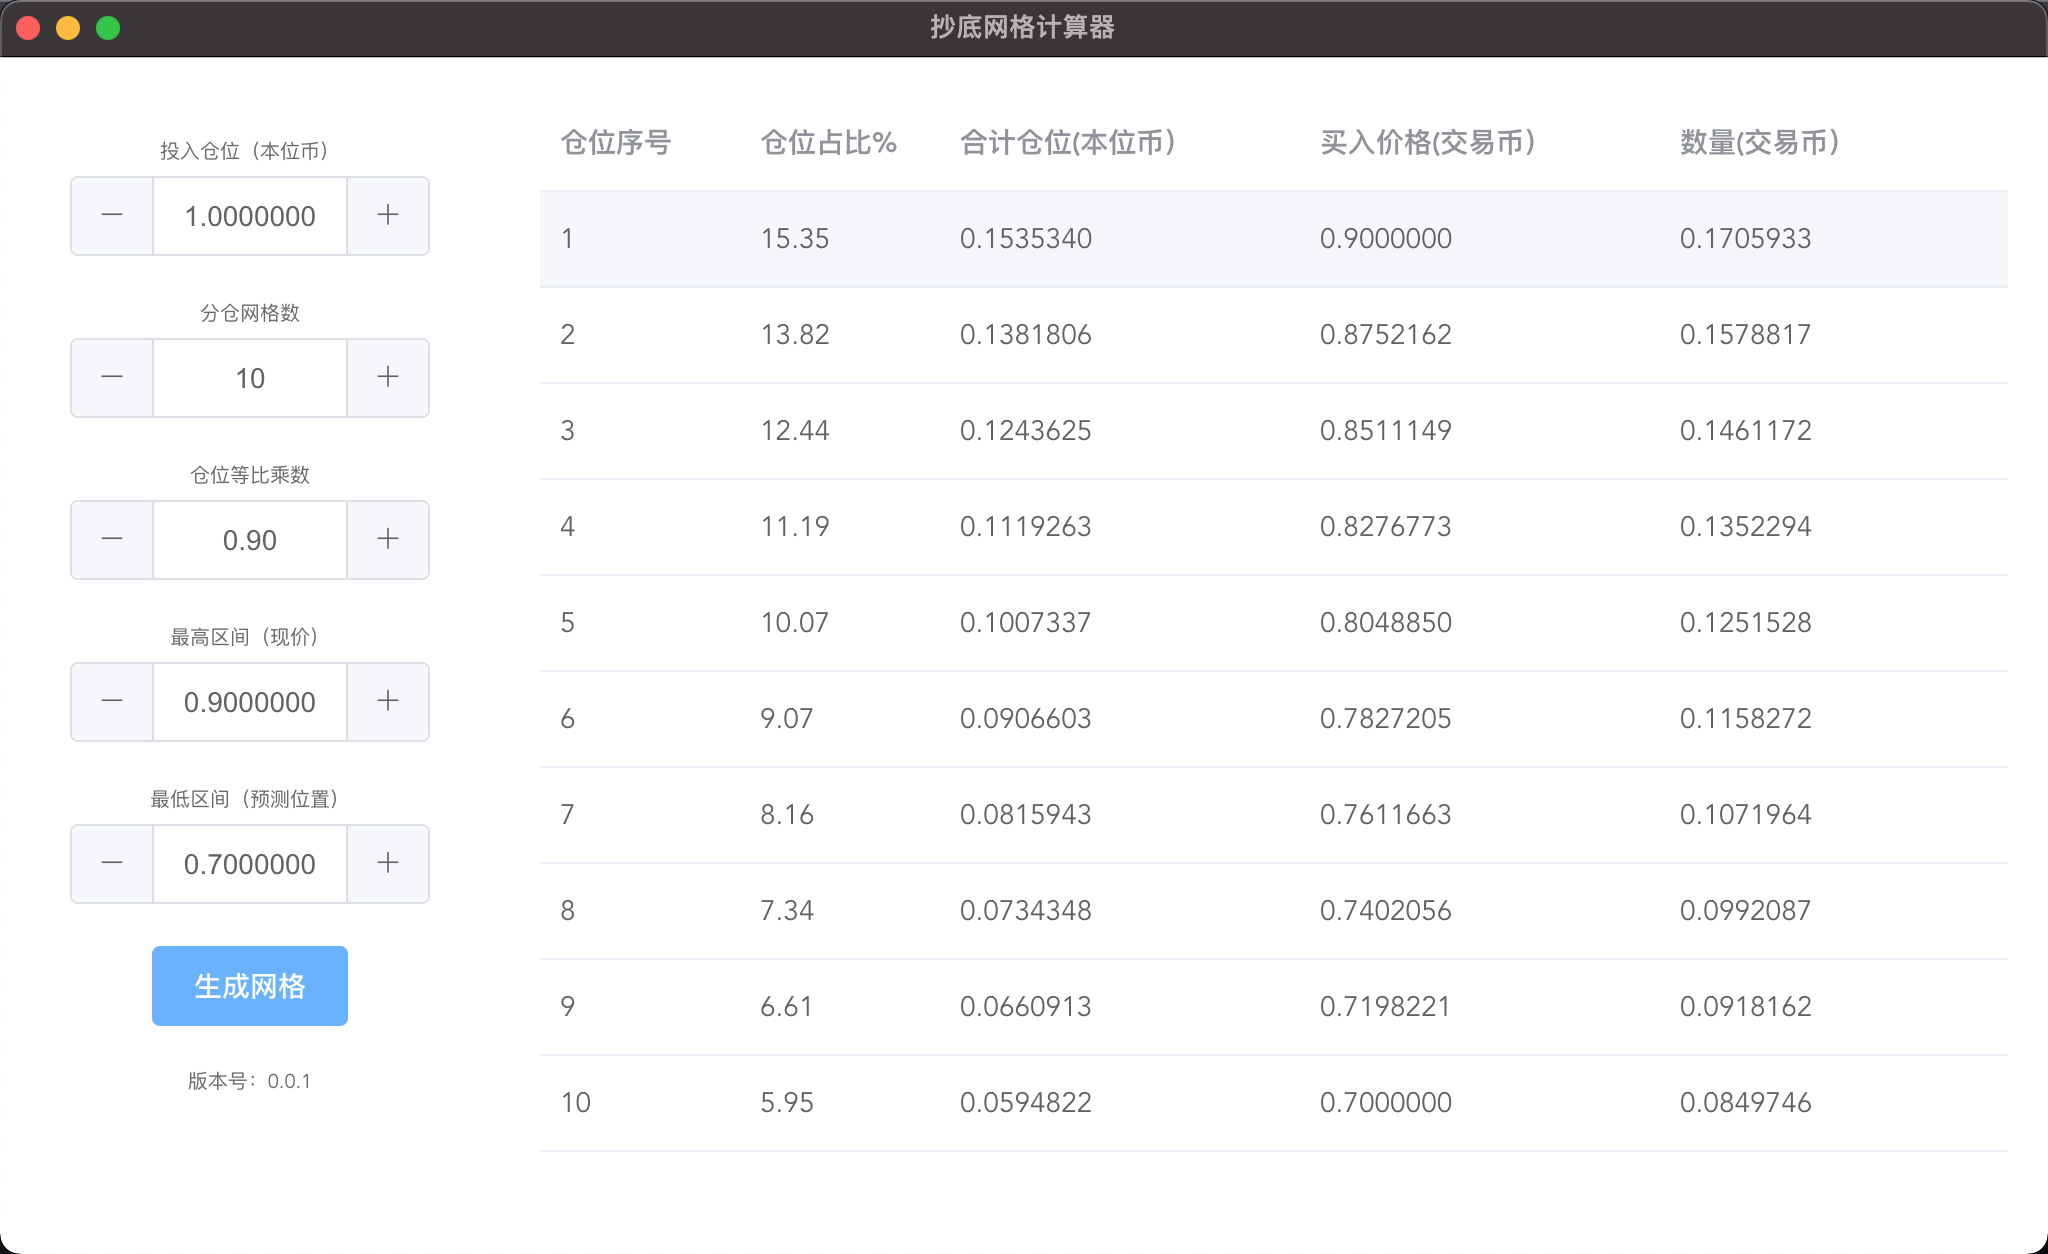 抄底网格计算器
投入仓位（本位币）
1.0000000
分仓网格数
10
仓位等比乘数
0.90
最高区间（现价）
0.9000000
最低区间（预测位置）
0.7000000
生成网格
版本号：0.0.1
仓位序号 仓位占比% 合计仓位(本位币) 买入价格(交易币) 数量(交易币)
1 15.35 0.1535340 0.9000000 0.1705933
2 13.82 0.1381806 0.8752162 0.1578817
3 12.44 0.1243625 0.8511149 0.1461172
4 11.19 0.1119263 0.8276773 0.1352294
5 10.07 0.1007337 0.8048850 0.1251528
6 9.07 0.0906603 0.7827205 0.1158272
7 8.16 0.0815943 0.7611663 0.1071964
8 7.34 0.0734348 0.7402056 0.0992087
9 6.61 0.0660913 0.7198221 0.0918162
10 5.95 0.0594822 0.7000000 0.0849746